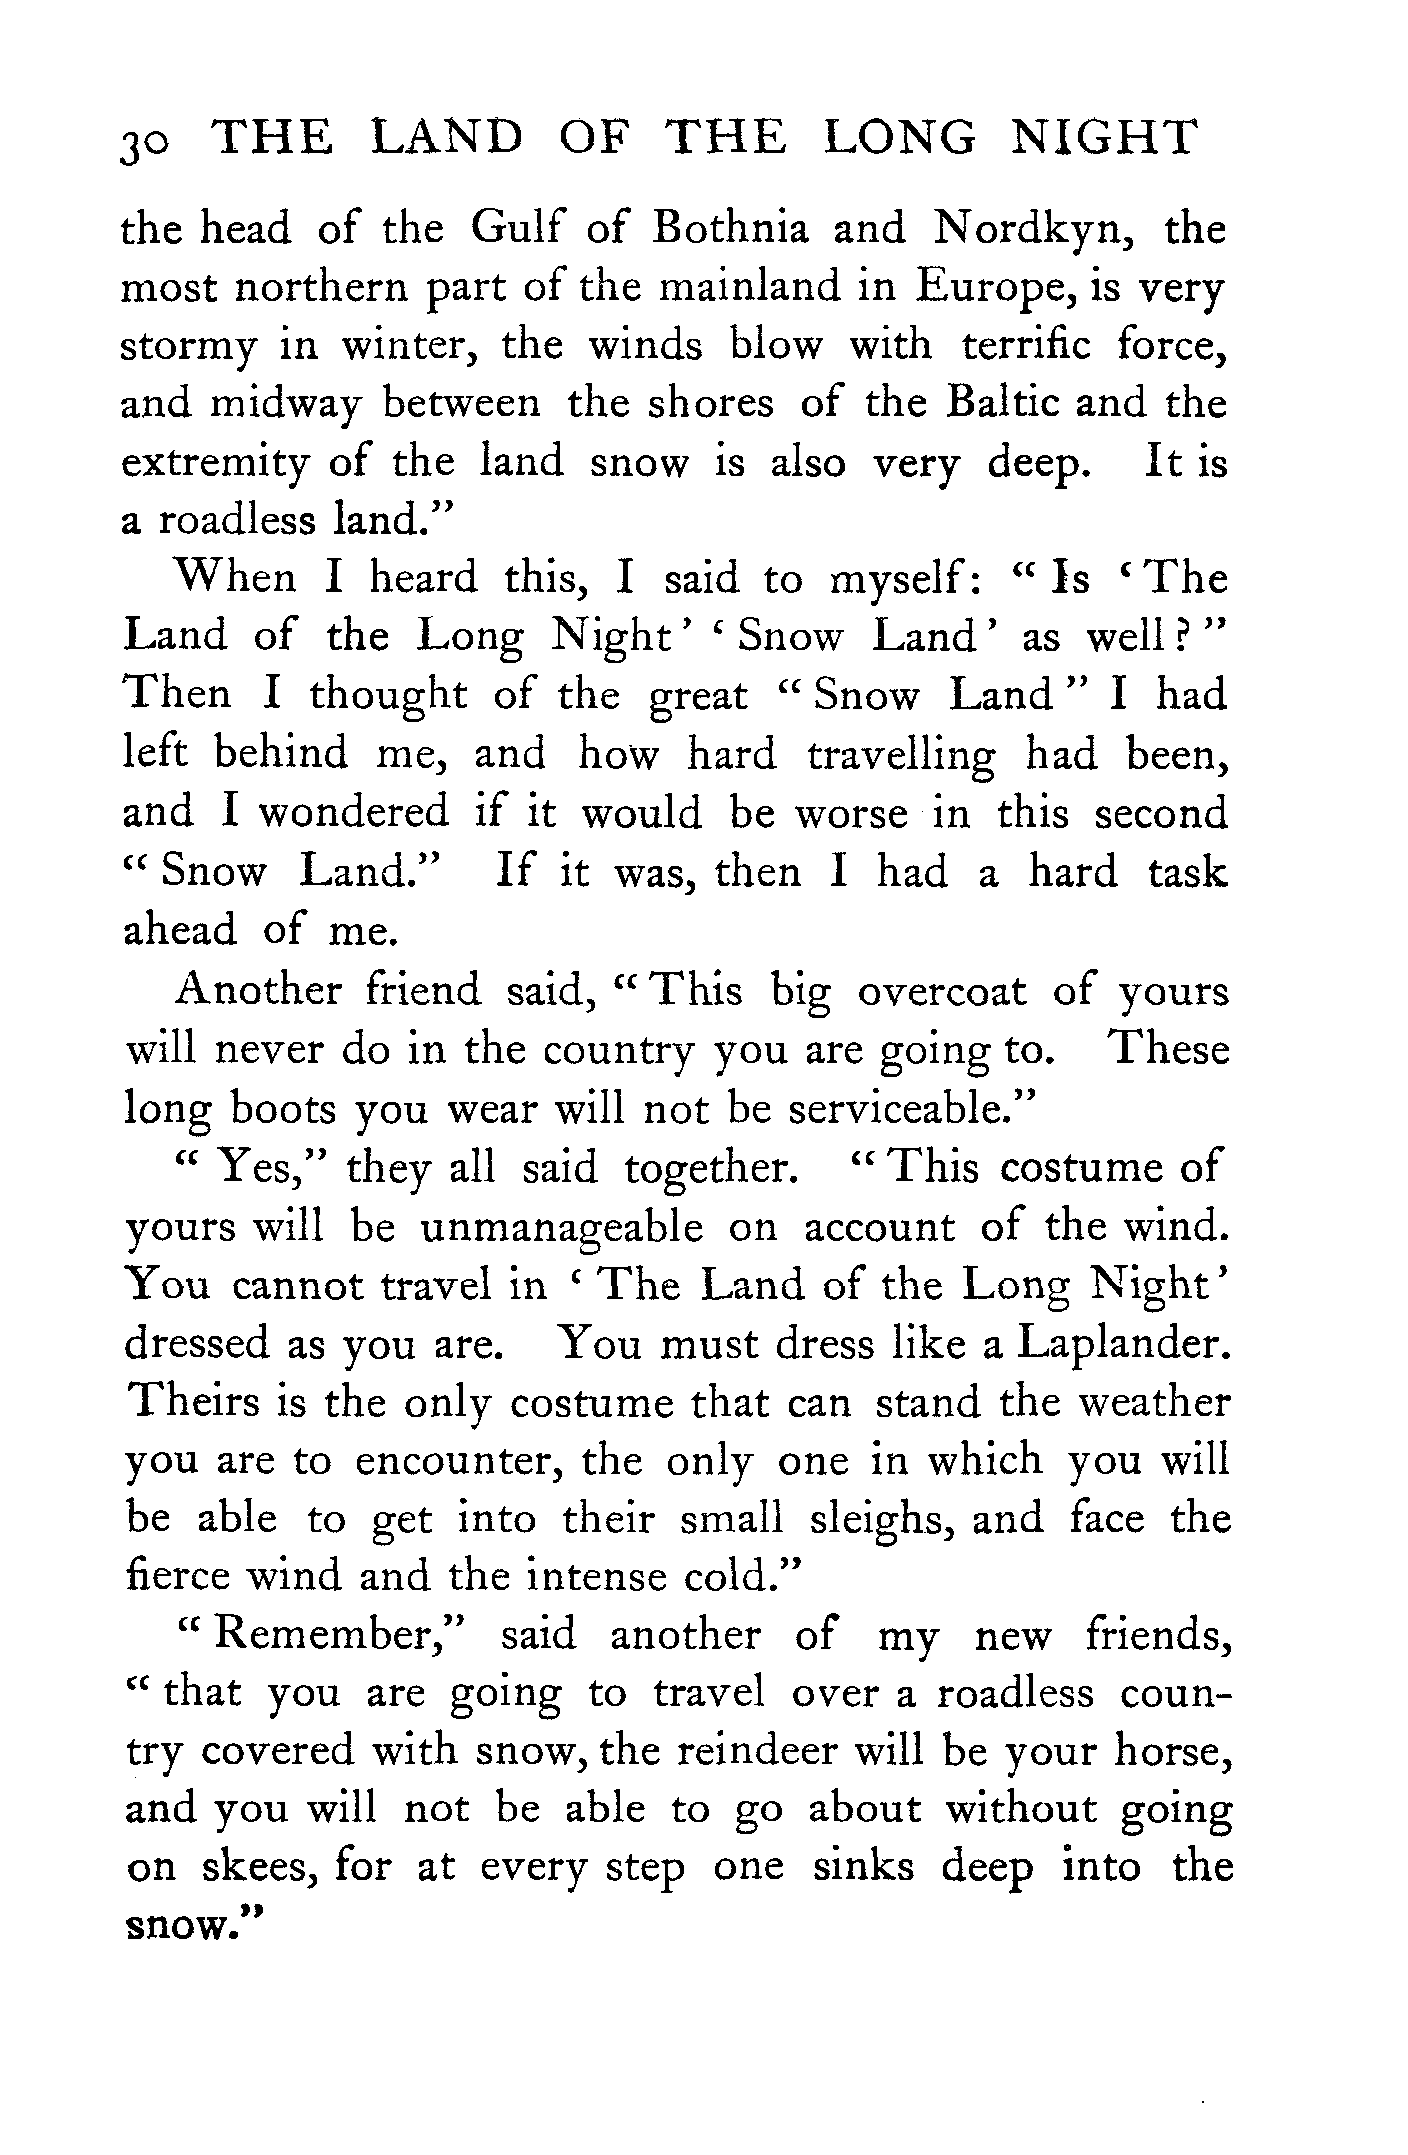 30 THE LAND OF THE LONG NIGHT
the head of the Gulf of Bothnia and Nordkyn, the
most northern part of the mainland in Europe, is very
stormy in winter, the winds blow with terrific force,
and midway between the shores of the Baltic and the
extremity of the land snow is also very deep. It is
a roadless land.”
When I heard this, I said to myself: “ Is ‘ The
Land of the Long Night ’ ‘ Snow Land ’ as well ? ”
Then I thought of the great “ Snow Land ” I had
left behind me, and how hard travelling had been,
and I wondered if it would be worse in this second
“ Snow Land.” If it was, then I had a hard task
ahead of me.
Another friend said, “ This big overcoat of yours
will never do in the country you are going to. These
long boots you wear will not be serviceable.”
“ Yes,” they all said together. “ This costume of
yours will be unmanageable on account of the wind.
You cannot travel in ‘ The Land of the Long Night ’
dressed as you are. You must dress like a Laplander.
Theirs is the only costume that can stand the weather
you are to encounter, the only one in which you will
be able to get into their small sleighs, and face the
fierce wind and the intense cold.”
“ Remember,” said another of my new friends,
“ that you are going to travel over a roadless coun-
try covered with snow, the reindeer will be your horse,
and you will not be able to go about without going
on skees, for at every step one sinks deep into the
snow.”